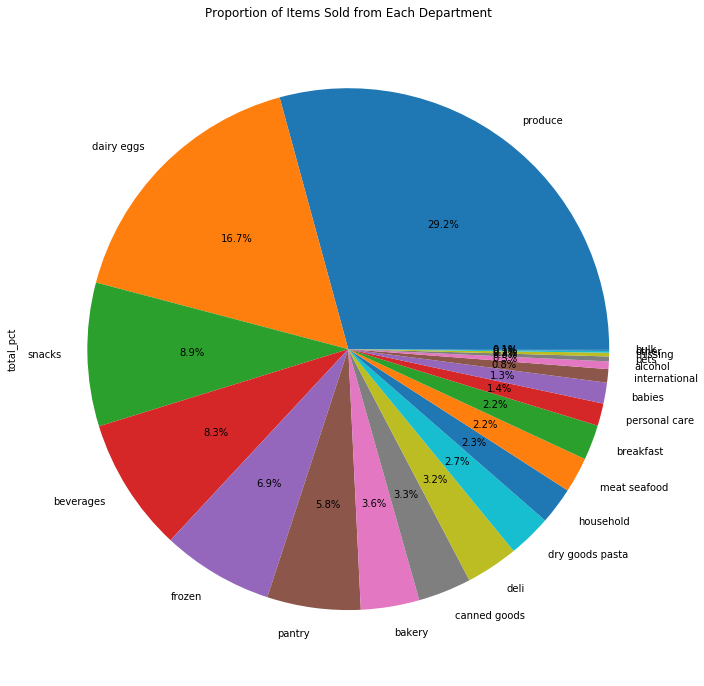 Proportion of Items Sold from Each Department
total_pct
produce
29.2%
dairy eggs
16.7%
snacks
8.9%
beverages
8.3%
frozen
6.9%
pantry
5.8%
bakery
3.6%
canned goods
3.3%
deli
3.2%
dry goods pasta
2.7%
household
2.3%
meat seafood
2.2%
breakfast
2.2%
personal care
1.4%
babies
1.3%
international
0.8%
alcohol
pets
missing
bulk
0.1%